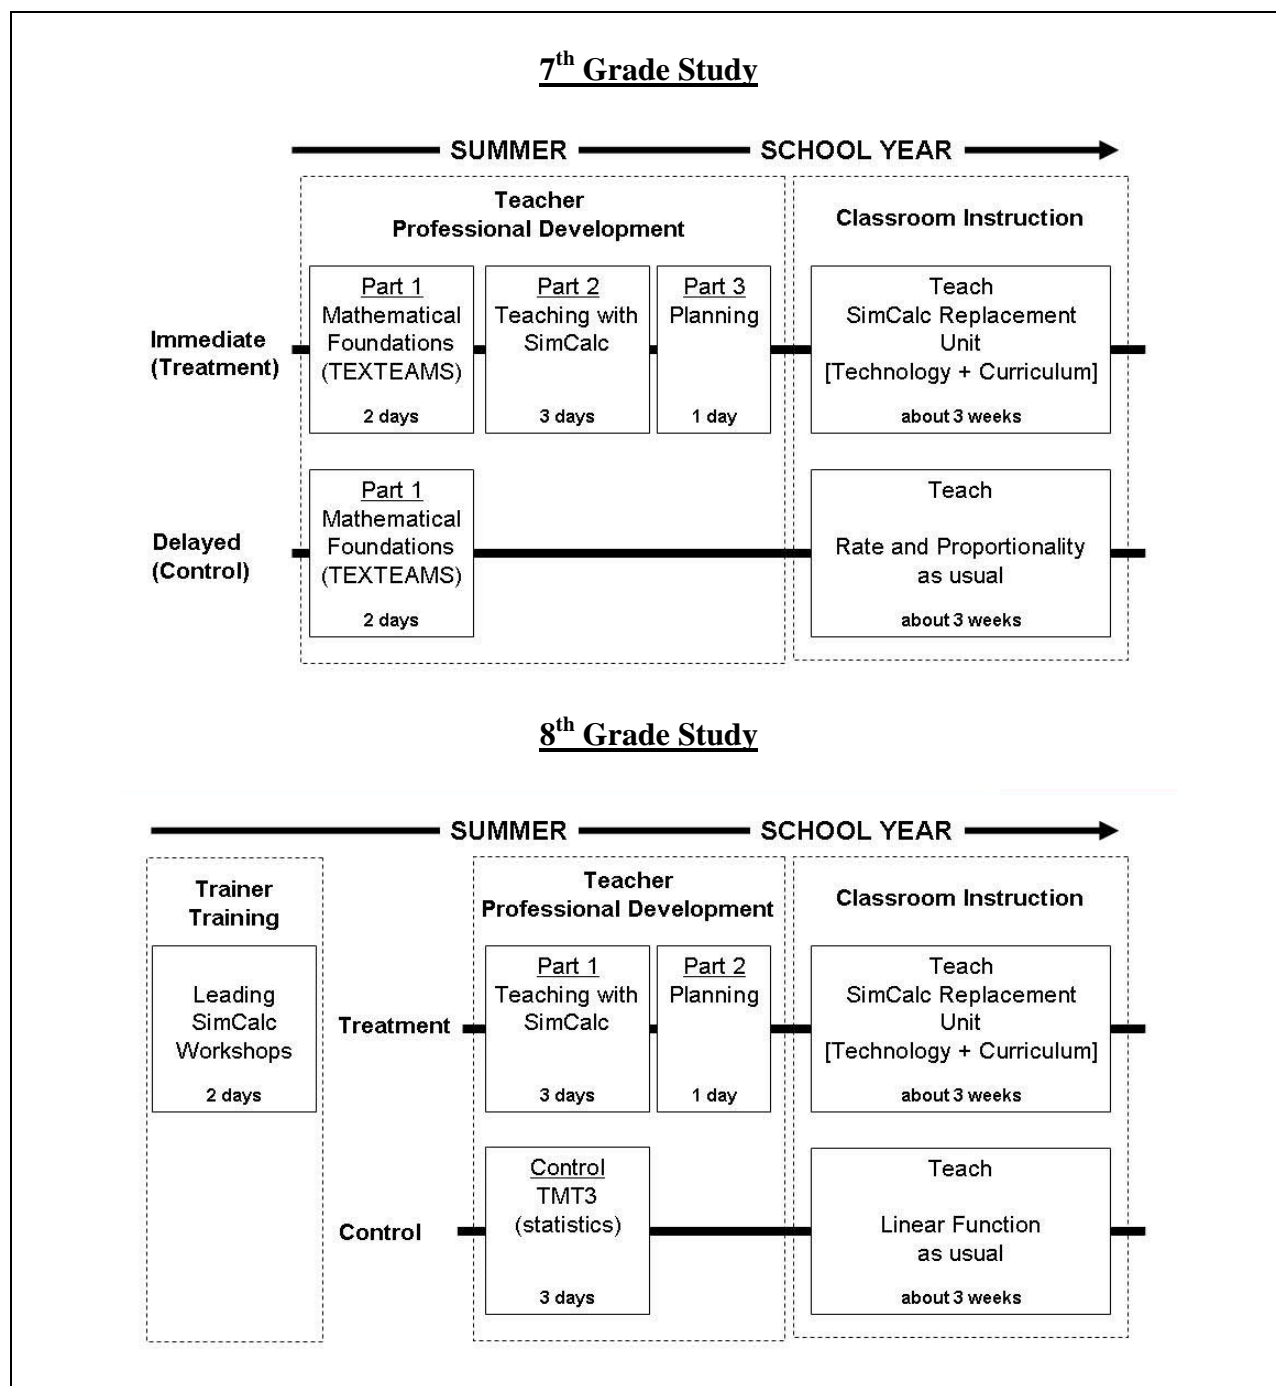 7th Grade Study
SUMMER
SCHOOL YEAR
Teacher
Professional Development
Classroom Instruction
Immediate
(Treatment)
Part 1
Mathematical
Foundations
(TEXTEAMS)
2 days
Part 2
Teaching with
SimCalc
3 days
Part 3
Planning
1 day
Teach
SimCalc Replacement
Unit
[Technology + Curriculum]
about 3 weeks
Delayed
(Control)
Part 1
Mathematical
Foundations
(TEXTEAMS)
2 days
Teach
Rate and Proportionality
as usual
about 3 weeks
8th Grade Study
SUMMER
SCHOOL YEAR
Trainer
Training
Teacher
Professional Development
Classroom Instruction
Leading
SimCalc
Workshops
2 days
Treatment
Part 1
Teaching with
SimCalc
3 days
Part 2
Planning
1 day
Teach
SimCalc Replacement
Unit
[Technology + Curriculum]
about 3 weeks
Control
Control
TMT3
(statistics)
3 days
Teach
Linear Function
as usual
about 3 weeks